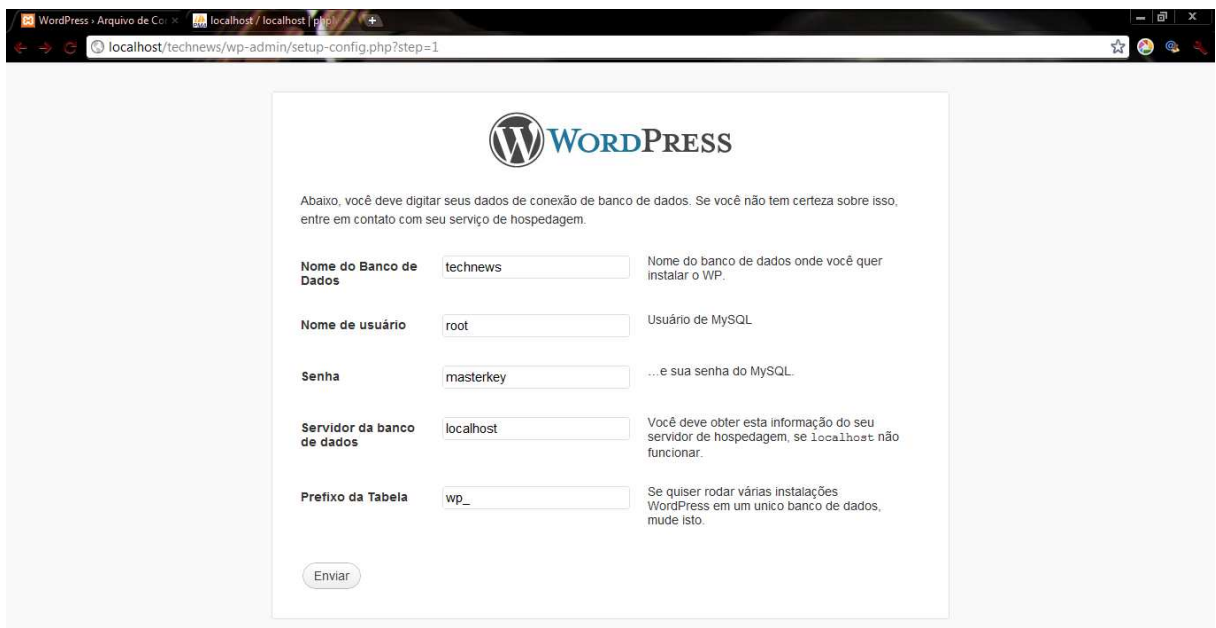 WordPress › Arquivo de Co
localhost / localhost | php
localhost/technews/wp-admin/setup-config.php?step=1
WORDPRESS
Abaixo, você deve digitar seus dados de conexão de banco de dados. Se você não tem certeza sobre isso,
entre em contato com seu serviço de hospedagem.
Nome do Banco de
Dados
technews
Nome do banco de dados onde você quer
instalar o WP.
Nome de usuário
root
Usuário de MySQL
Senha
masterkey
…e sua senha do MySQL.
Servidor da banco
de dados
localhost
Você deve obter esta informação do seu
servidor de hospedagem, se localhost não
funcionar.
Prefixo da Tabela
wp_
Se quiser rodar várias instalações
WordPress em um unico banco de dados,
mude isto.
Enviar